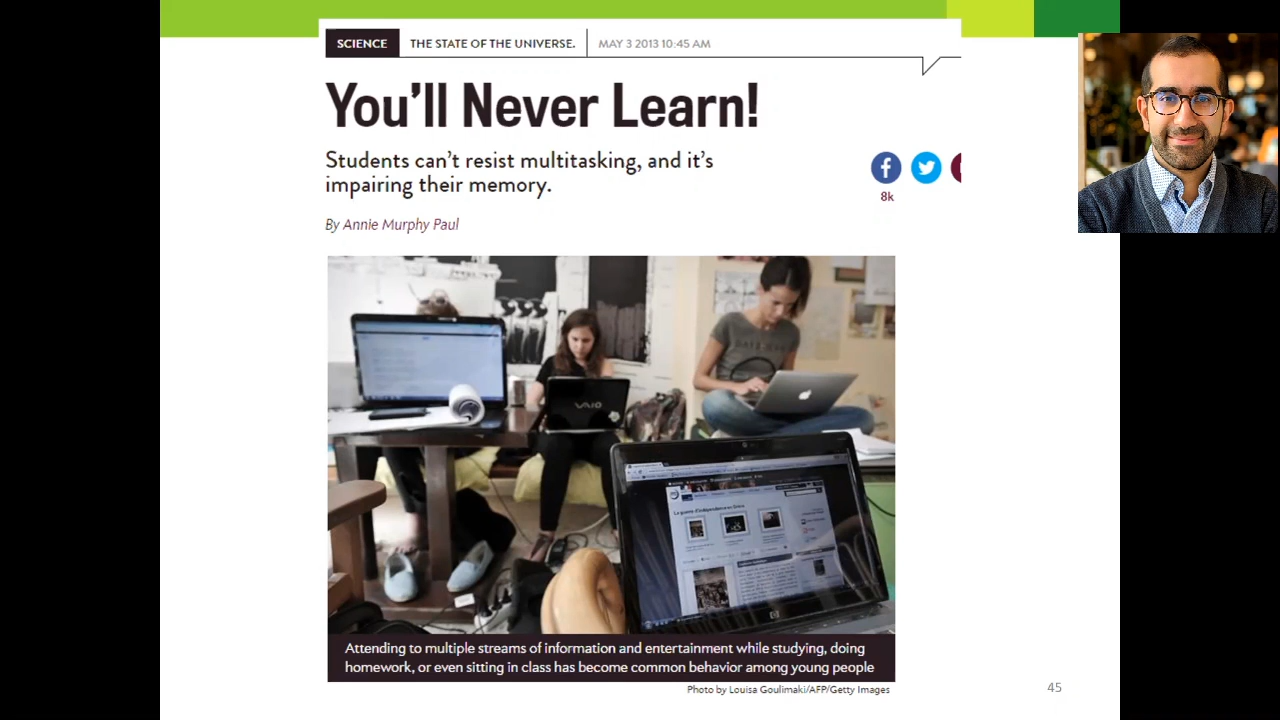 SCIENCE THE STATE OF THE UNIVERSE. MAY 3 2013 10:45 AM
You'll Never Learn!
Students can't resist multitasking, and it's
impairing their memory.
8k
By Annie Murphy Paul
VAIO
Attending to multiple streams of information and entertainment while studying, doing
homework, or even sitting in class has become common behavior among young people
Photo by Louisa Goulimaki/AFP/Getty Images
45